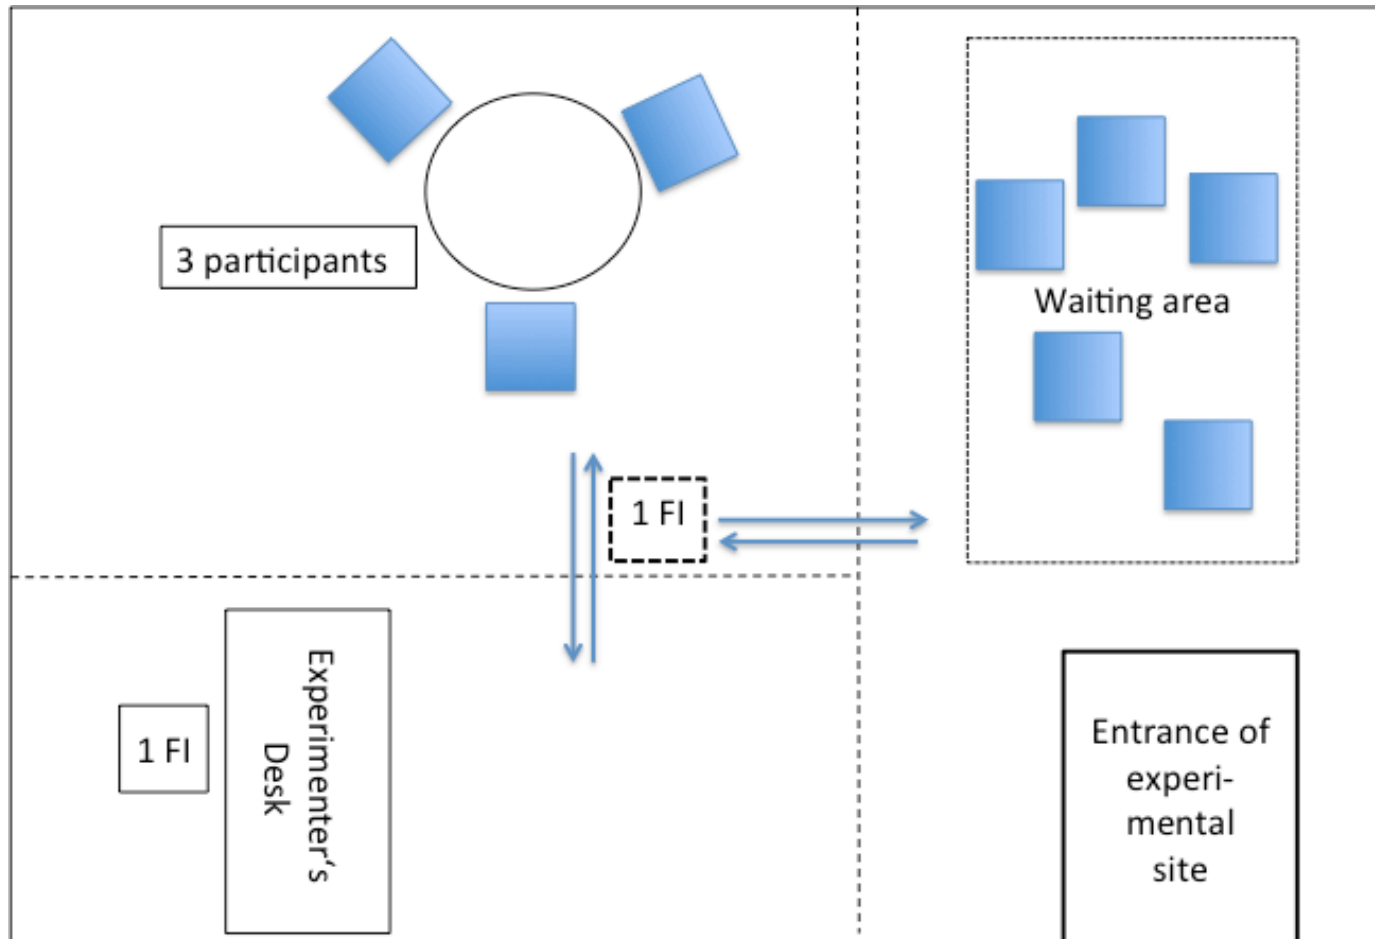 3 participants
Waiting area
1 FI
1 FI
Experimenter‘s
Desk
Entrance of
experi-
mental
site